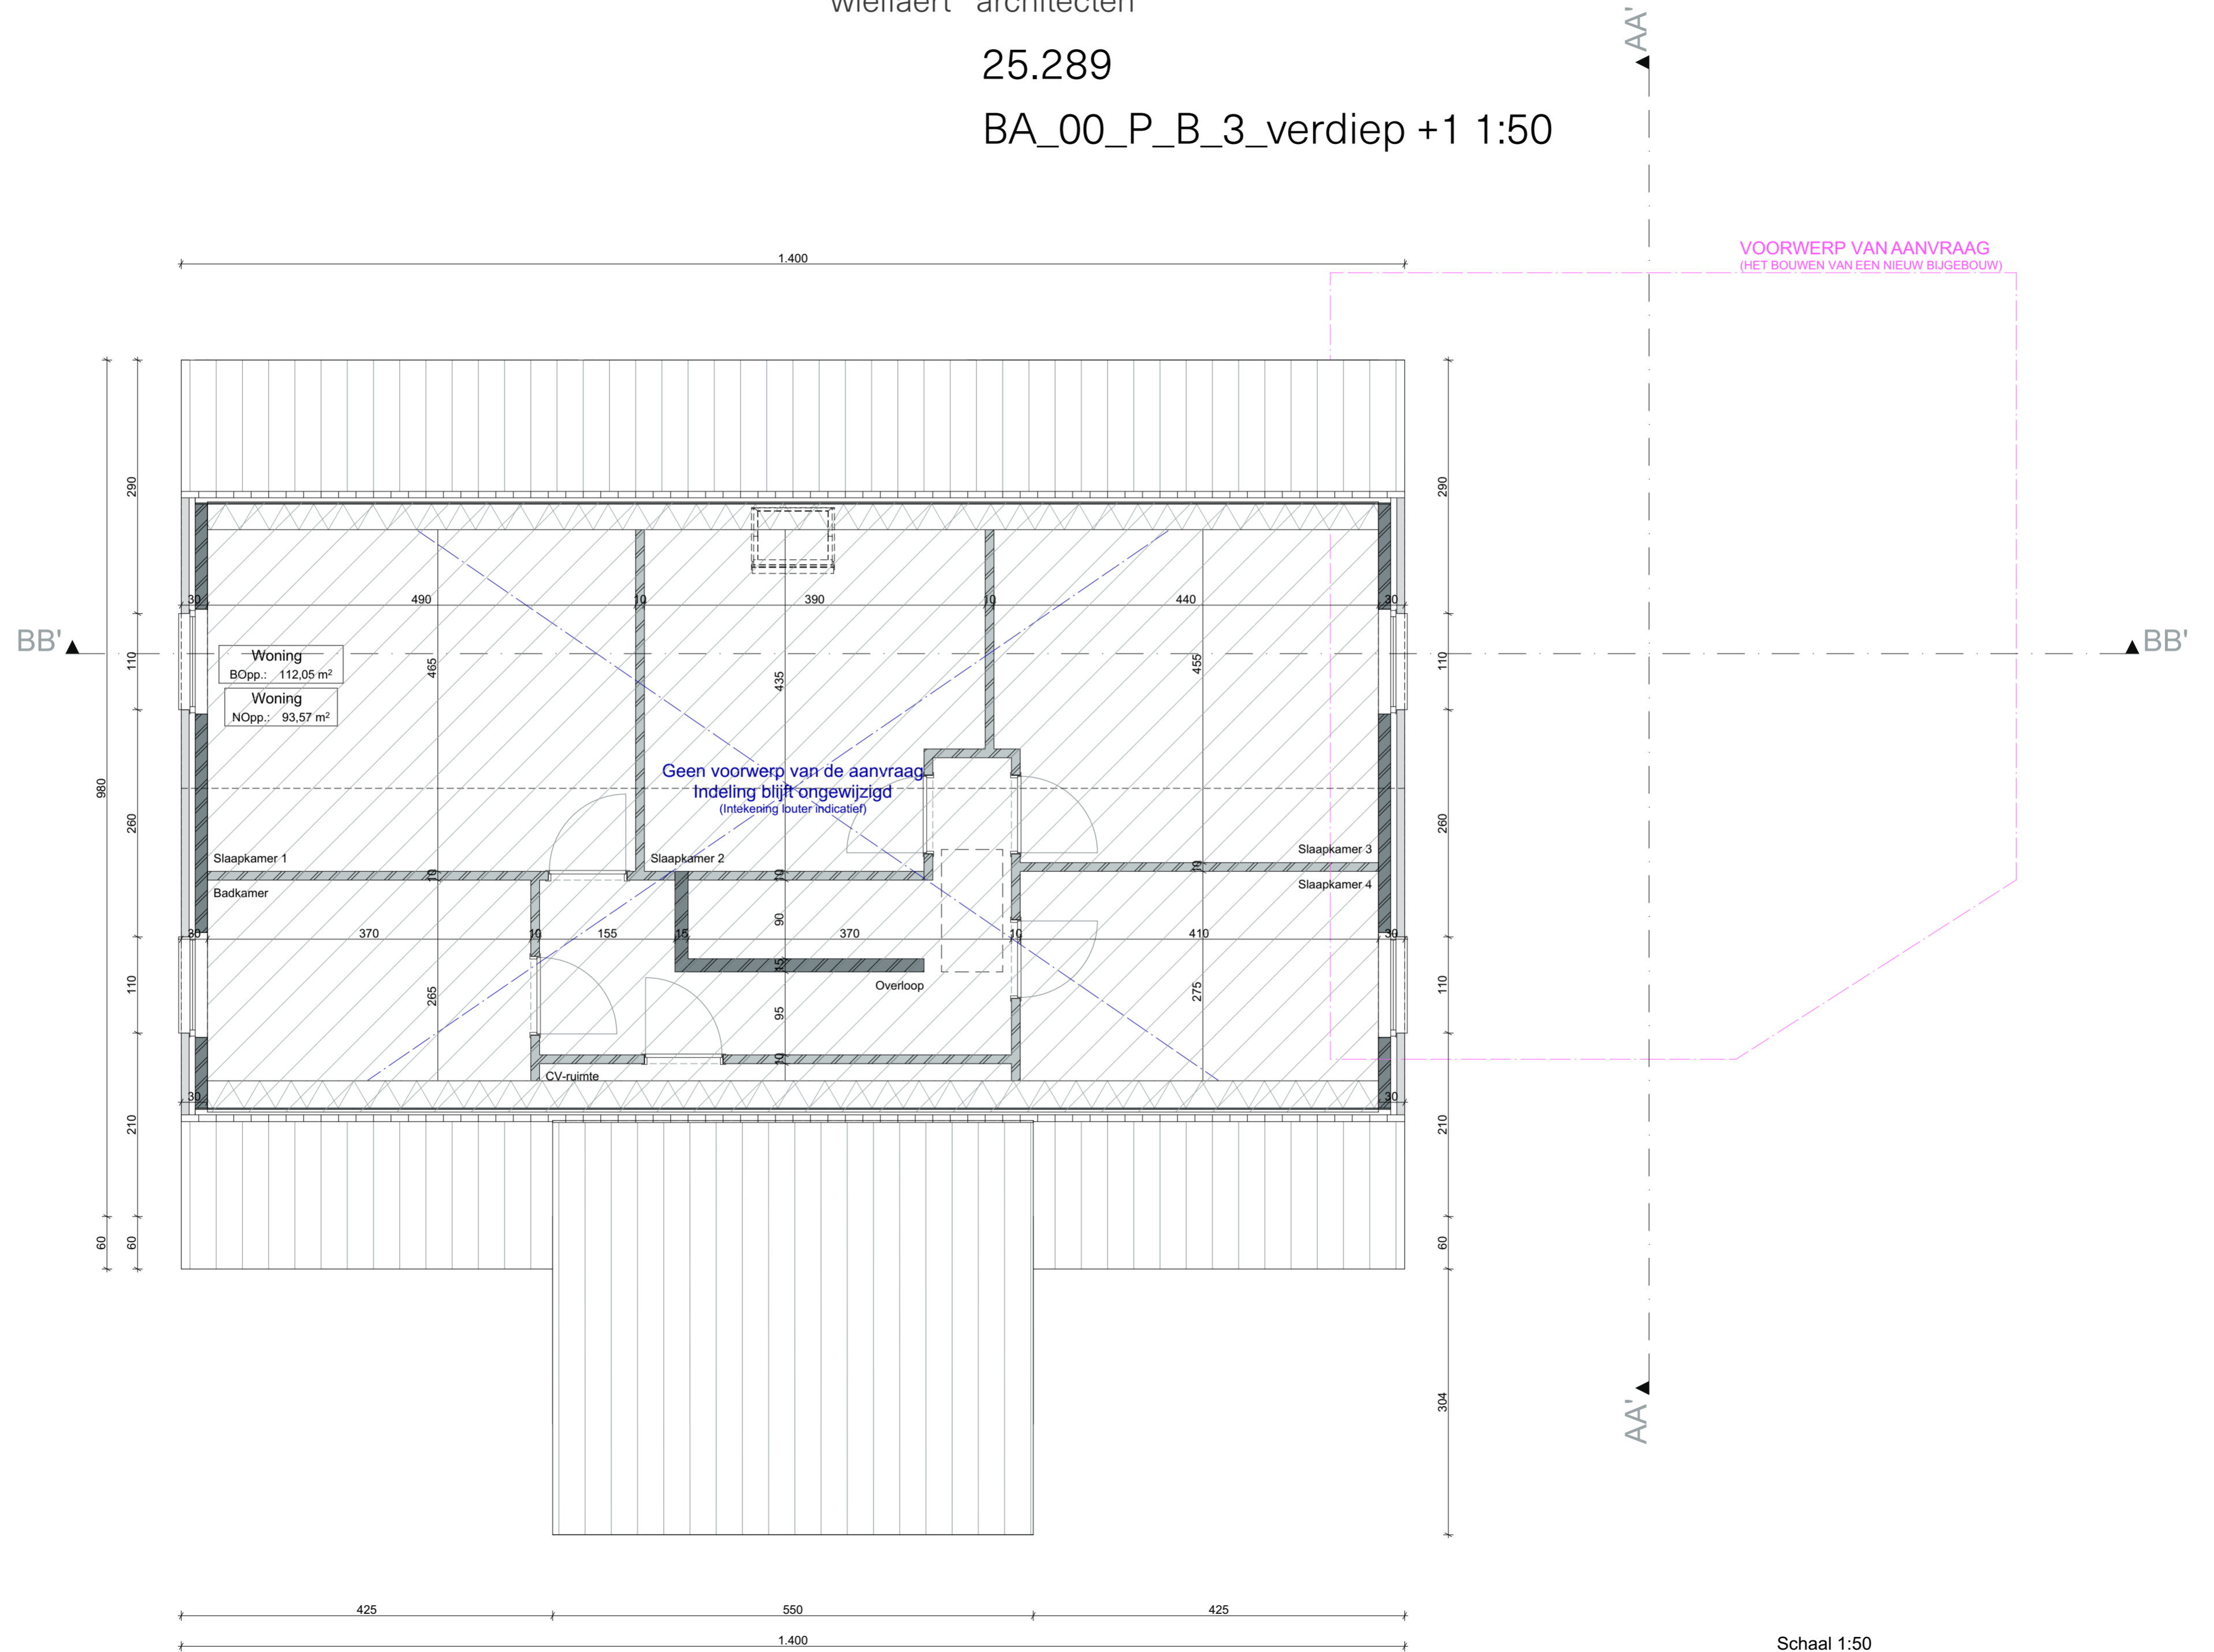 wielfaert architecten
25.289
BA_00_P_B_3_verdiep +1 1:50
AA'
VOORWERP VAN AANVRAAG
(HET BOUWEN VAN EEN NIEUW BIJGEBOUW)
1.400
290
290
30
490
10
390
10
440
30
BB'
BB'
110
465
435
455
110
Woning
BOpp.: 112,05 m²
Woning
NOpp.: 93,57 m²
980
Geen voorwerp van de aanvraag
Indeling blijft ongewijzigd
(Intekening louter indicatief)
260
260
Slaapkamer 1
Slaapkamer 2
Slaapkamer 3
10
10
10
Badkamer
Slaapkamer 4
90
30
370
10
155
15
370
10
410
30
15
110
265
Overloop
275
110
95
10
CV-ruimte
30
30
210
210
60
60
60
304
AA'
425
550
425
1.400
Schaal 1:50